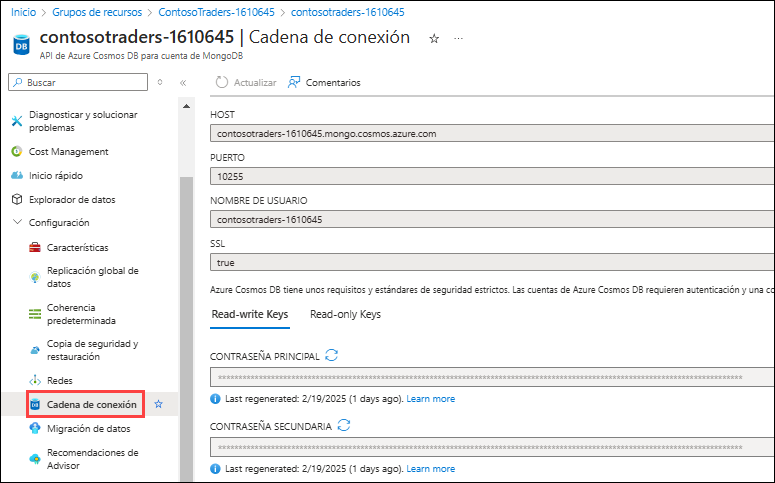 Inicio > Grupos de recursos > ContosoTraders-1610645 > contosotraders-1610645
contosotraders-1610645 | Cadena de conexión ☆ ...
API de Azure Cosmos DB para cuenta de MongoDB
Buscar
Diagnosticar y solucionar
problemas
Cost Management
Inicio rápido
Explorador de datos
Configuración
Características
Replicación global de
datos
Coherencia
predeterminada
Copia de seguridad y
restauración
Redes
Cadena de conexión
Migración de datos
Recomendaciones de
Advisor
Actualizar Comentarios
HOST
contosotraders-1610645.mongo.cosmos.azure.com
PUERTO
10255
NOMBRE DE USUARIO
contosotraders-1610645
SSL
true
Azure Cosmos DB tiene unos requisitos y estándares de seguridad estrictos. Las cuentas de Azure Cosmos DB requieren autenticación y una co
Read-write Keys Read-only Keys
CONTRASEÑA PRINCIPAL
Last regenerated: 2/19/2025 (1 days ago). Learn more
CONTRASEÑA SECUNDARIA
Last regenerated: 2/19/2025 (1 days ago). Learn more